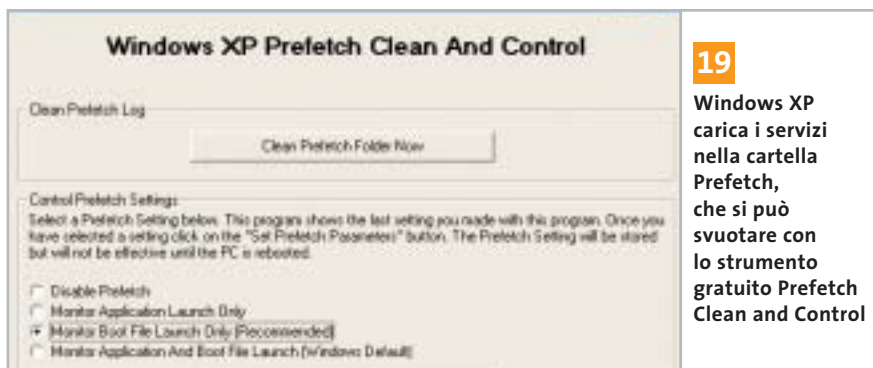 Windows XP Prefetch Clean And Control
Clean Prefetch Log
Clean Prefetch Folder Now
Control Prefetch Settings
Select a Prefetch Setting below. This program shows the last setting you made with this program. Once you
have selected a setting click on the "Set Prefetch Parameters" button. The Prefetch Setting will be stored
but will not be effective until the PC is rebooted.
Disable Prefetch
Monitor Application Launch Only
Monitor Boot File Launch Only (Recommended)
Monitor Application And Boot File Launch (Windows Default)
19
Windows XP
carica i servizi
nella cartella
Prefetch,
che si può
svuotare con
lo strumento
gratuito Prefetch
Clean and Control